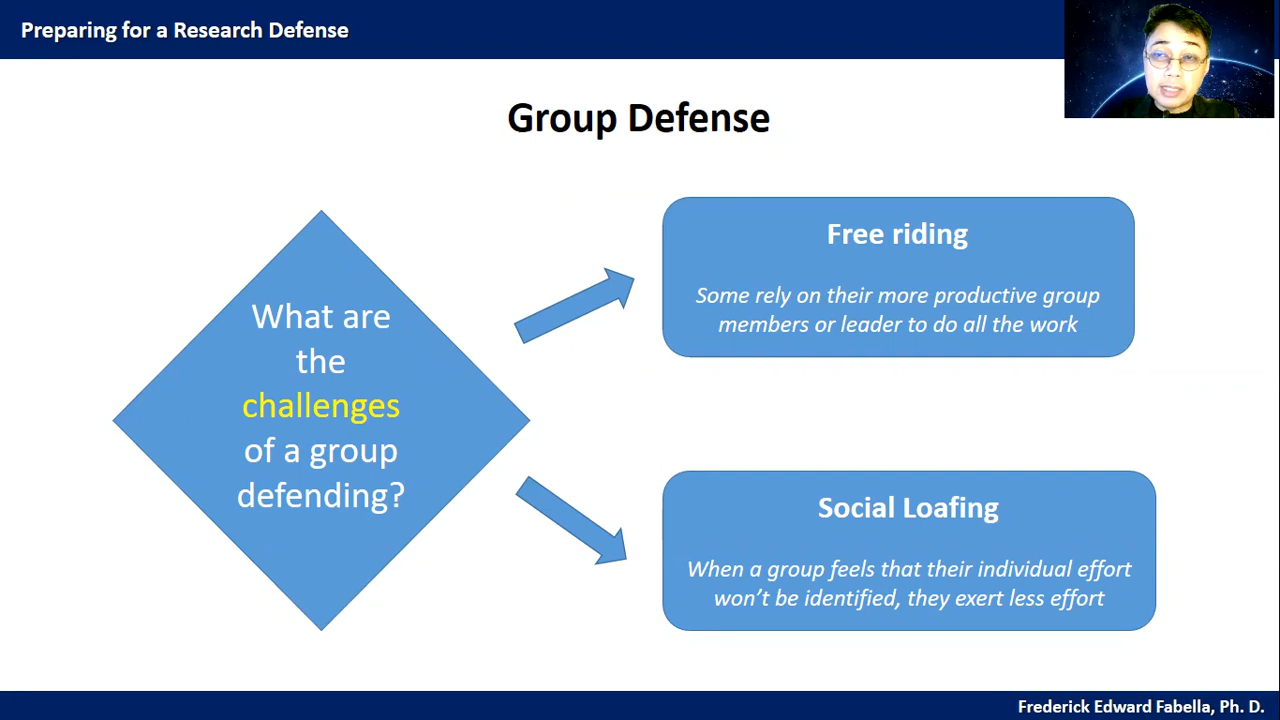 Preparing for a Research Defense
Group Defense
What are
the
challenges
of a group
defending?
Free riding
Some rely on their more productive group
members or leader to do all the work
Social Loafing
When a group feels that their individual effort
won’t be identified, they exert less effort
Frederick Edward Fabella, Ph. D.